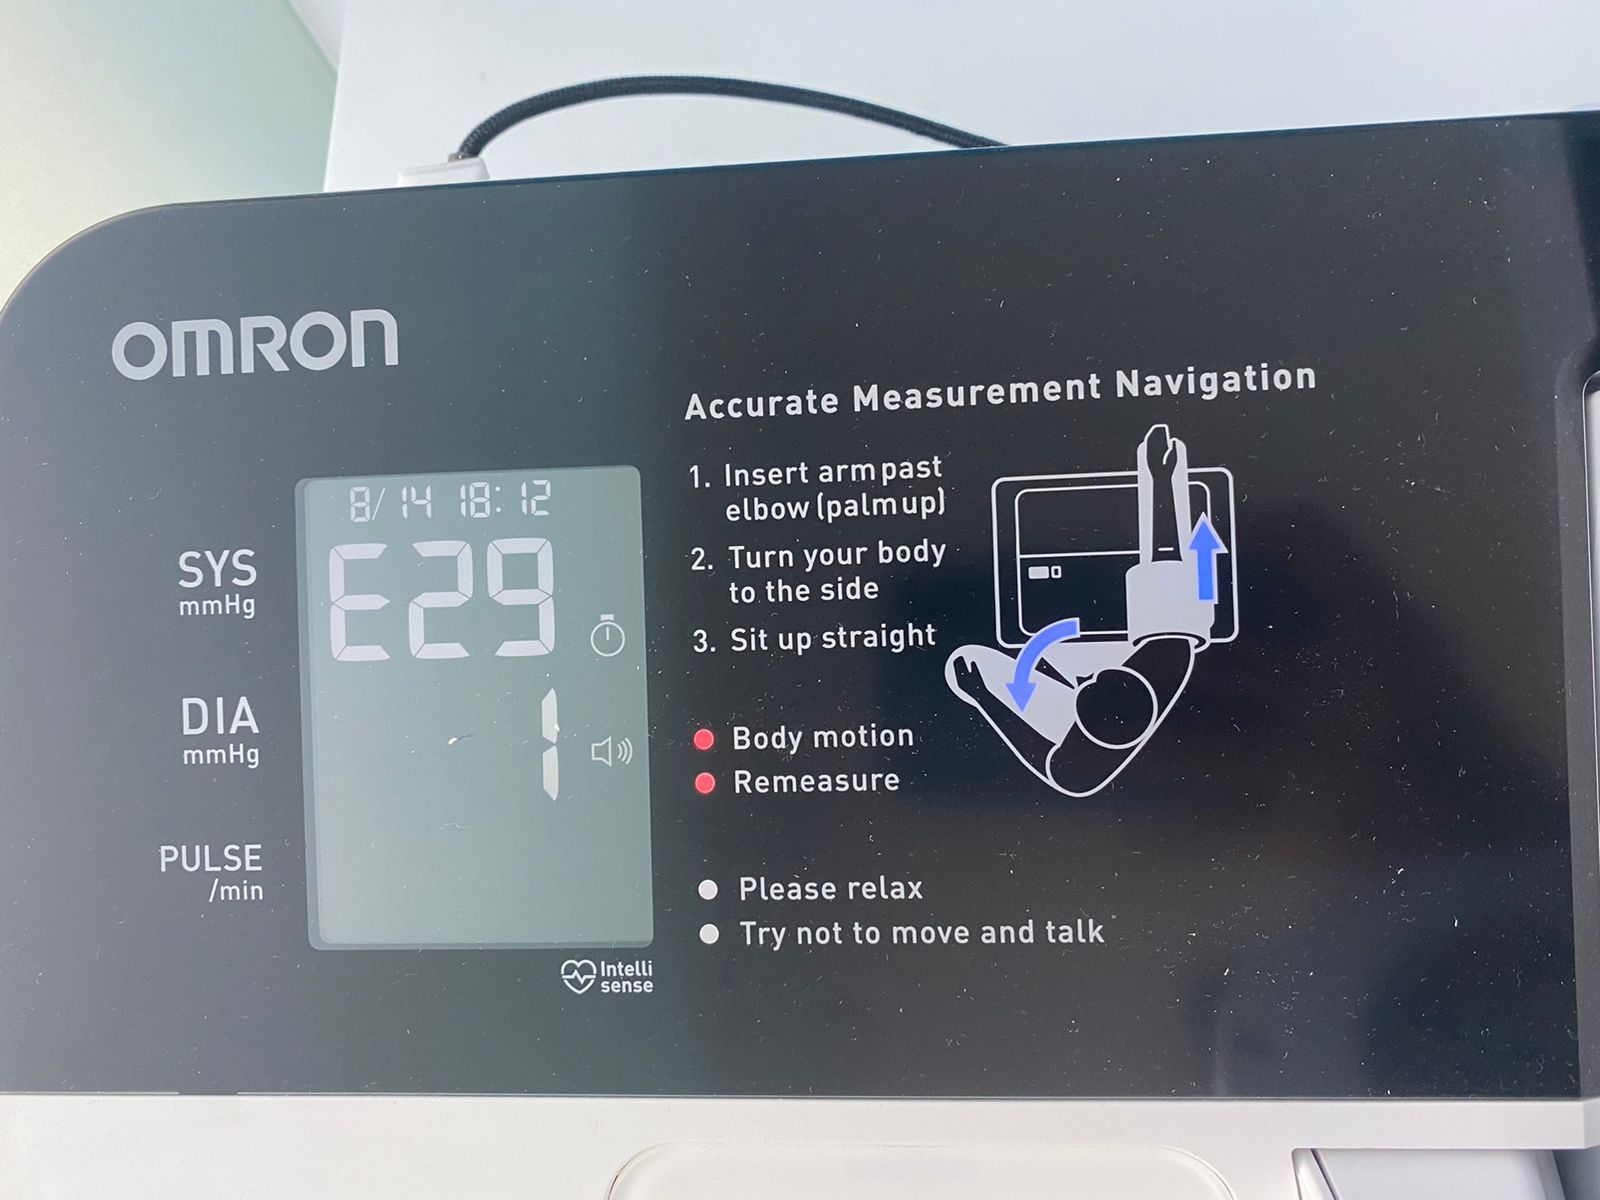 OMRON
8/14 18:12
SYS
mmHg
E29
DIA
mmHg
1
PULSE
/min
Intelli
sense
Accurate Measurement Navigation
1. Insert arm past
elbow (palm up)
2. Turn your body
to the side
3. Sit up straight
Body motion
Remeasure
Please relax
Try not to move and talk